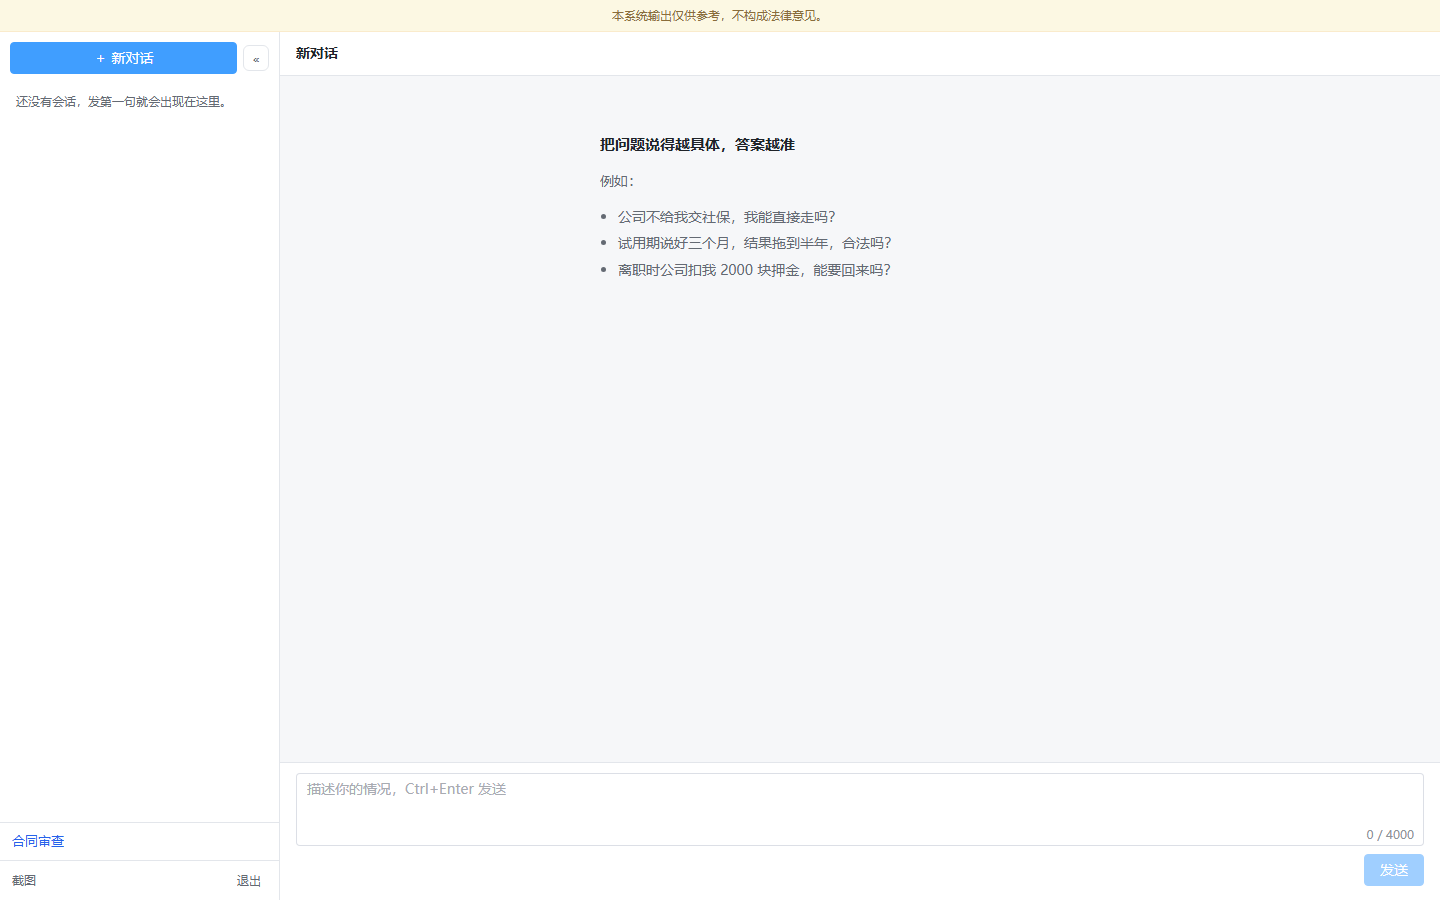 本系统输出仅供参考，不构成法律意见。
+ 新对话
«
还没有会话，发第一句就会出现在这里。
新对话
把问题说得越具体，答案越准
例如：
公司不给我交社保，我能直接走吗？
试用期说好三个月，结果拖到半年，合法吗？
离职时公司扣我 2000 块押金，能要回来吗？
描述你的情况，Ctrl+Enter 发送
0 / 4000
发送
合同审查
截图 退出